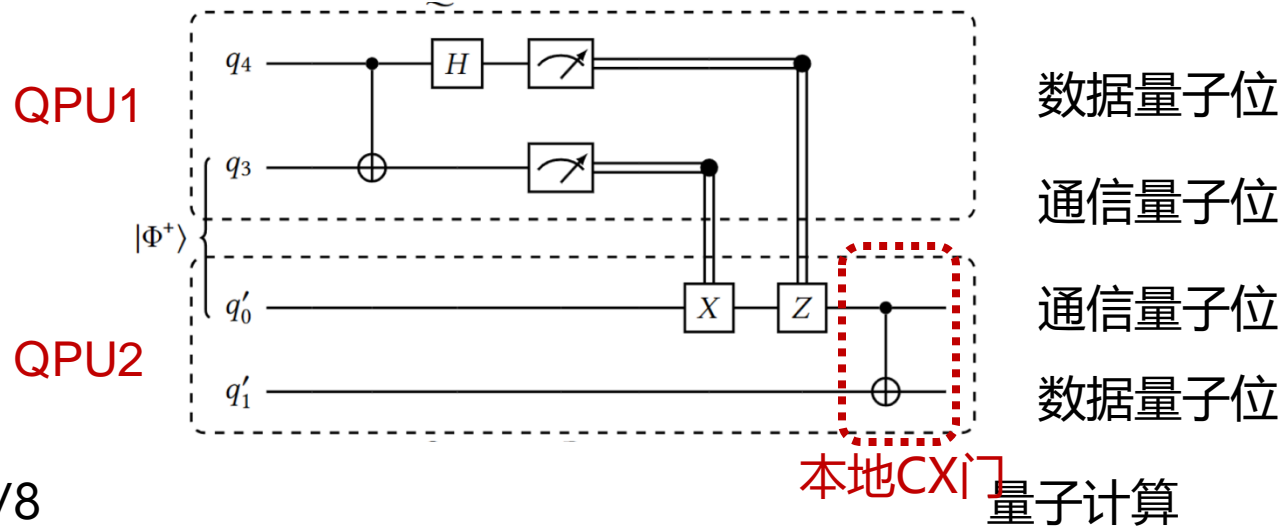 QPU1
q₄
H
数据量子位
q₃
通信量子位
|Φ⁺⟩
q′₀
X
Z
通信量子位
QPU2
q′₁
数据量子位
本地CX门
/8
量子计算